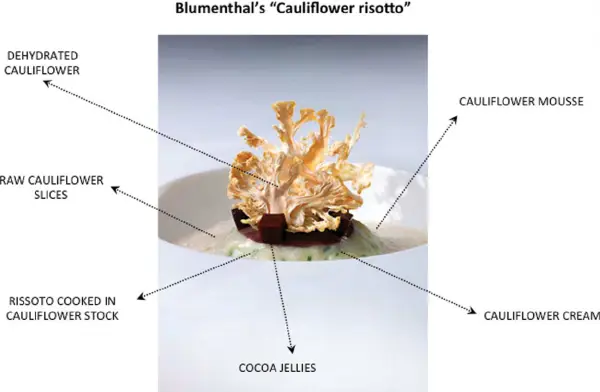 Blumenthal’s “Cauliflower risotto”
DEHYDRATED
CAULIFLOWER
CAULIFLOWER MOUSSE
RAW CAULIFLOWER
SLICES
RISSOTO COOKED IN
CAULIFLOWER STOCK
CAULIFLOWER CREAM
COCOA JELLIES